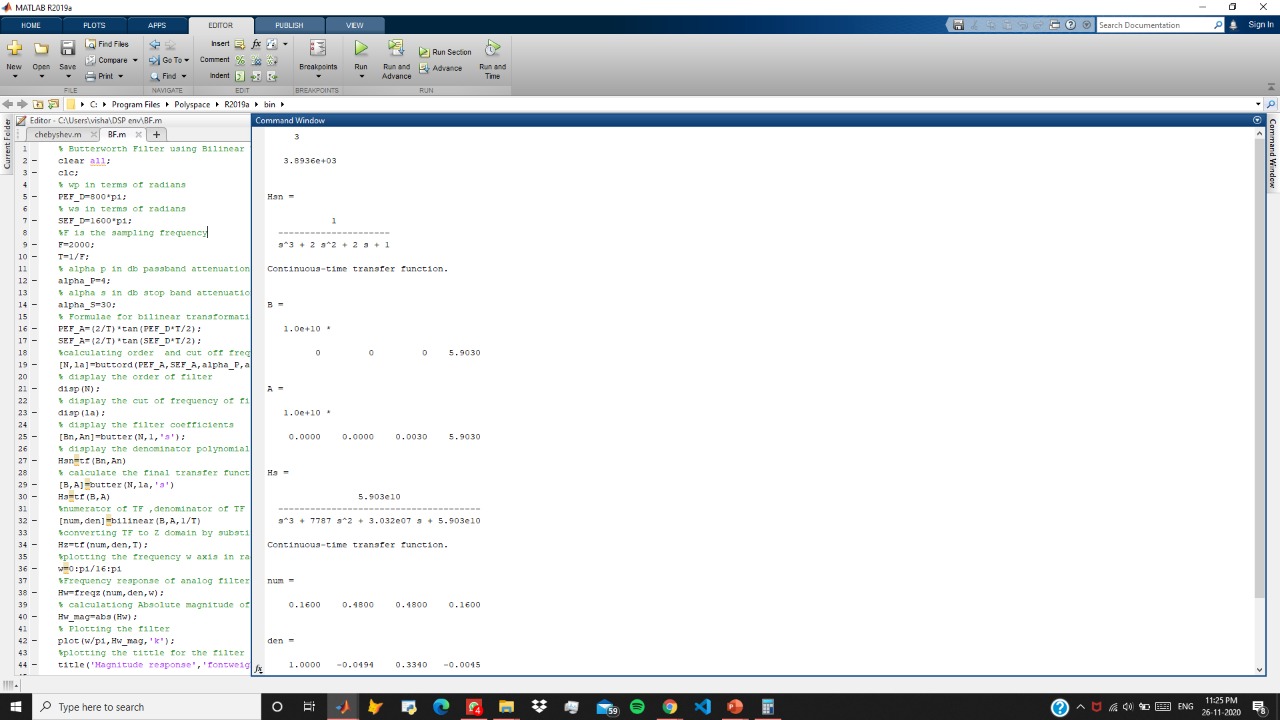 MATLAB R2019a
HOME PLOTS APPS EDITOR PUBLISH VIEW Search Documentation Sign In
New Open Save Find Files Compare Print
Go To Find
Insert Comment Indent
Breakpoints
Run Run and Advance Run Section Advance Run and Time
FILE NAVIGATE EDIT BREAKPOINTS RUN
C: Program Files Polyspace R2019a bin
Current Folder
Editor - C:\Users\visha\DSP env\BF.m
chebyshev.m BF.m
1 % Butterworth Filter using Bilinear
2 clear all;
3 clc;
4 % wp in terms of radians
5 PEF_D=800*pi;
6 % ws in terms of radians
7 SEF_D=1600*pi;
8 %F is the sampling frequency
9 F=2000;
10 T=1/F;
11 % alpha p in db passband attenuation
12 alpha_P=4;
13 % alpha s in db stop band attenuatio
14 alpha_S=30;
15 % Formulae for bilinear transformati
16 PEF_A=(2/T)*tan(PEF_D*T/2);
17 SEF_A=(2/T)*tan(SEF_D*T/2);
18 %calculating order  and cut off freq
19 [N,la]=buttord(PEF_A,SEF_A,alpha_P,a
20 % display the order of filter
21 disp(N);
22 % display the cut of frequency of fi
23 disp(la);
24 % display the filter coefficients
25 [Bn,An]=butter(N,1,'s');
26 % display the denominator polynomial
27 Hsn=tf(Bn,An)
28 % calculate the final transfer funct
29 [B,A]=butter(N,la,'s')
30 Hs=tf(B,A)
31 %numerator of TF ,denominator of TF
32 [num,den]=bilinear(B,A,1/T)
33 %converting TF to Z domain by substi
34 Hz=tf(num,den,T);
35 %plotting the frequency w axis in ra
36 w=0:pi/16:pi
37 %Frequency response of analog filter
38 Hw=freqz(num,den,w);
39 % calculationg Absolute magnitude of
40 Hw_mag=abs(Hw);
41 % Plotting the filter
42 plot(w/pi,Hw_mag,'k');
43 %plotting the tittle for the filter
44 title('Magnitude response','fontweig
Command Window
3
3.8936e+03
Hsn =
1
---------------------
s^3 + 2 s^2 + 2 s + 1
Continuous-time transfer function.
B =
1.0e+10 *
0 0 0 5.9030
A =
1.0e+10 *
0.0000 0.0000 0.0030 5.9030
Hs =
5.903e10
--------------------------------------
s^3 + 7787 s^2 + 3.032e07 s + 5.903e10
Continuous-time transfer function.
num =
0.1600 0.4800 0.4800 0.1600
den =
1.0000 -0.0494 0.3340 -0.0045
fx
Command Window
Type here to search
4
59
ENG
11:25 PM
26-11-2020
8